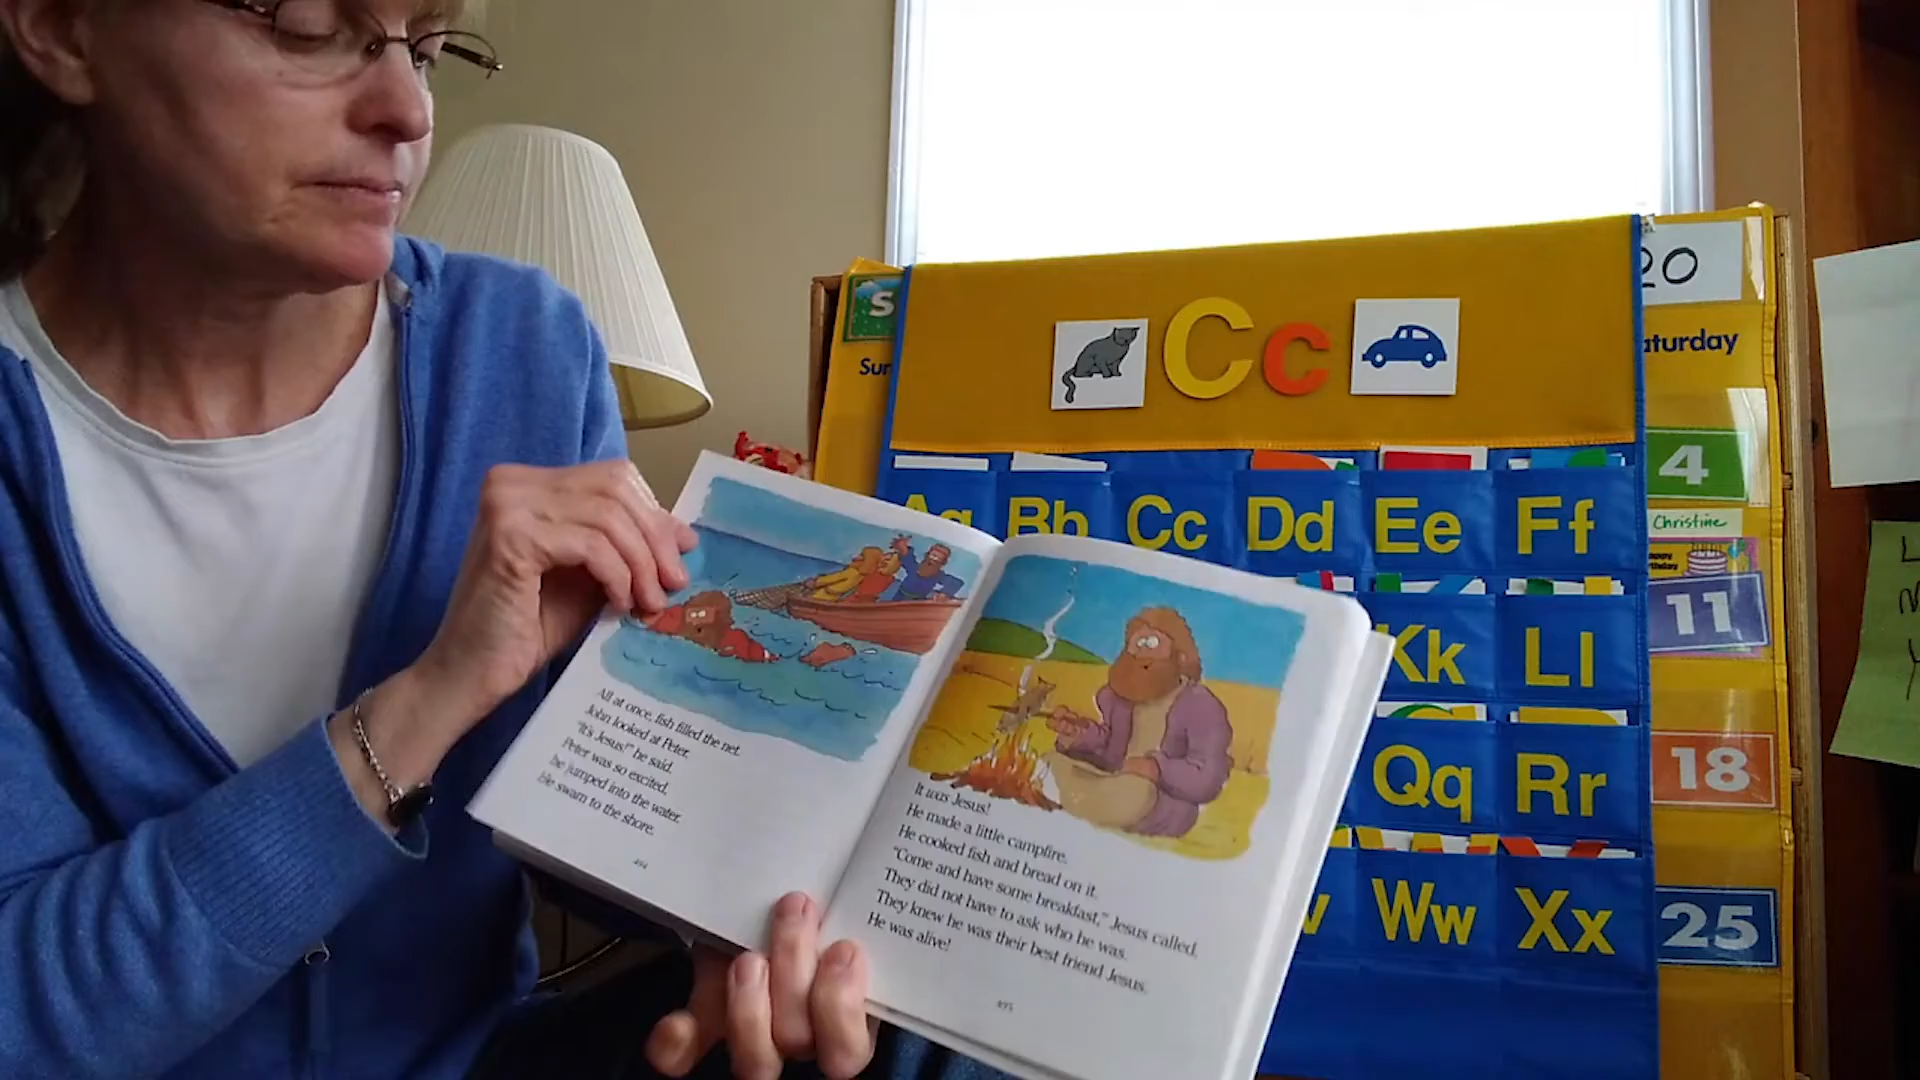 All at once, fish filled the net.
John looked at Peter.
"It's Jesus!" he said.
Peter was so excited,
he jumped into the water.
He swam to the shore.
494
It was Jesus!
He made a little campfire.
He cooked fish and bread on it.
"Come and have some breakfast," Jesus called.
They did not have to ask who he was.
They knew he was their best friend Jesus.
He was alive!
495
Cc
S
Sun
20
aturday
Aa Bb Cc Dd Ee Ff
4
Christine
11
Kk Ll
18
Qq Rr
25
v Ww Xx